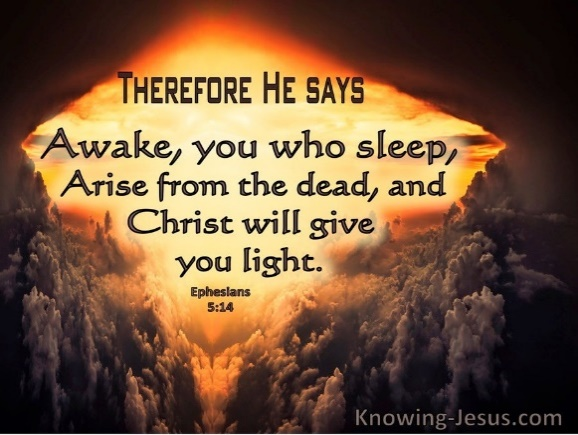 Therefore He says
Awake, you who sleep,
Arise from the dead, and
Christ will give
you light.
Ephesians
5:14
Knowing-Jesus.com